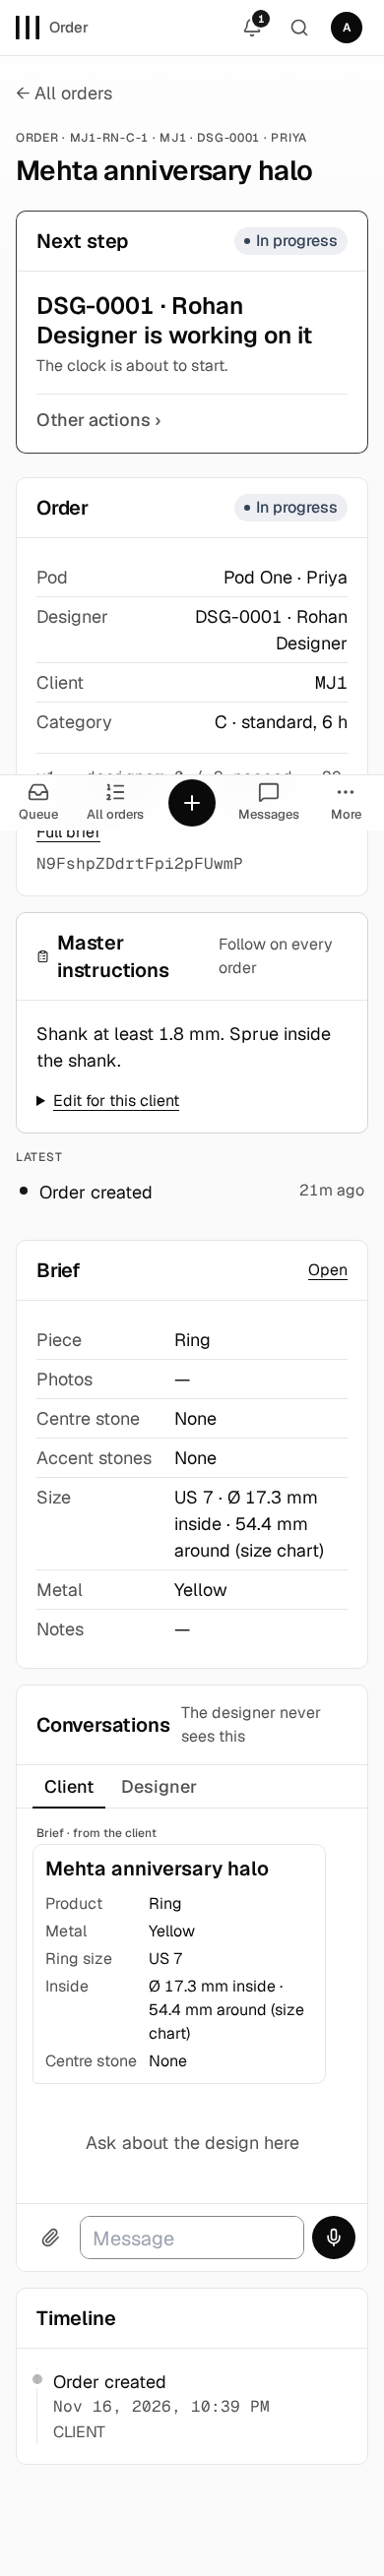 Order
1
A
← All orders
ORDER · MJ1-RN-C-1 · MJ1 · DSG-0001 · PRIYA
Mehta anniversary halo
Next step
In progress
DSG-0001 · Rohan
Designer is working on it
The clock is about to start.
Other actions ›
Order
In progress
Pod Pod One · Priya
Designer DSG-0001 · Rohan
Designer
Client MJ1
Category C · standard, 6 h
Queue
All orders
Messages
More
Full brief
N9FshpZDdrtFpi2pFUwmP
Master
instructions
Follow on every
order
Shank at least 1.8 mm. Sprue inside
the shank.
Edit for this client
LATEST
Order created 21m ago
Brief
Open
Piece Ring
Photos —
Centre stone None
Accent stones None
Size US 7 · Ø 17.3 mm
inside · 54.4 mm
around (size chart)
Metal Yellow
Notes —
Conversations
The designer never
sees this
Client Designer
Brief · from the client
Mehta anniversary halo
Product Ring
Metal Yellow
Ring size US 7
Inside Ø 17.3 mm inside ·
54.4 mm around (size
chart)
Centre stone None
Ask about the design here
Message
Timeline
Order created
Nov 16, 2026, 10:39 PM
CLIENT